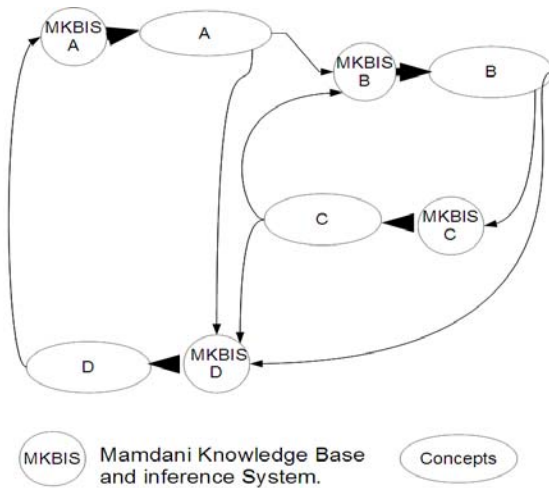 MKBIS
A
A
MKBIS
B
B
C
MKBIS
C
D
MKBIS
D
MKBIS
Mamdani Knowledge Base
and inference System.
Concepts